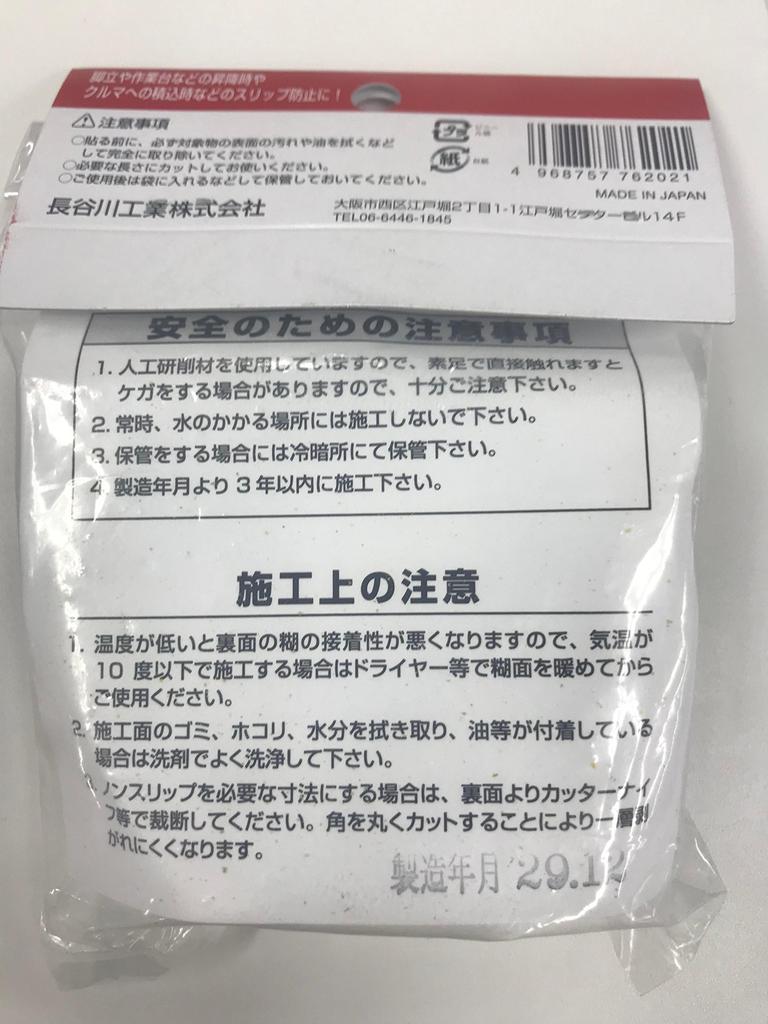 脚立や作業台などの昇降時や
クルマへの積込時などのスリップ防止に！
注意事項
○貼る前に、必ず対象物の表面の汚れや油を拭くなど
して完全に取り除いてください。
○必要な長さにカットしてお使いください。
○ご使用後は袋に入れるなどして保管しておいてください。
紙
4 968757 762021
MADE IN JAPAN
長谷川工業株式会社
大阪市西区江戸堀2丁目1-1江戸堀センタービル14F
TEL06-6446-1845
安全のための注意事項
1. 人工研削材を使用していますので、素足で直接触れますと
ケガをする場合がありますので、十分ご注意下さい。
2. 常時、水のかかる場所には施工しないで下さい。
3. 保管をする場合には冷暗所にて保管下さい。
4. 製造年月より3年以内に施工下さい。
施工上の注意
1. 温度が低いと裏面の糊の接着性が悪くなりますので、気温が
10 度以下で施工する場合はドライヤー等で糊面を暖めてから
ご使用ください。
2. 施工面のゴミ、ホコリ、水分を拭き取り、油等が付着している
場合は洗剤でよく洗浄して下さい。
ノンスリップを必要な寸法にする場合は、裏面よりカッターナイ
フ等で裁断してください。角を丸くカットすることにより一層剥
がれにくくなります。
製造年月 '29.12